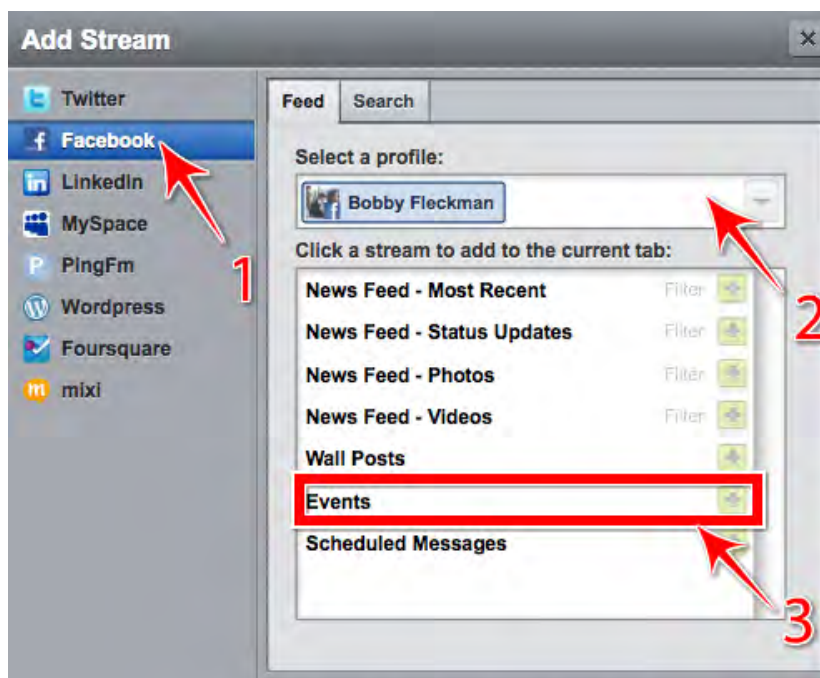 Add Stream
Twitter
Facebook
LinkedIn
MySpace
PingFm
Wordpress
Foursquare
mixi
1
Feed Search
Select a profile:
Bobby Fleckman
2
Click a stream to add to the current tab:
News Feed - Most Recent Filter
News Feed - Status Updates Filter
News Feed - Photos Filter
News Feed - Videos Filter
Wall Posts
Events
Scheduled Messages
3